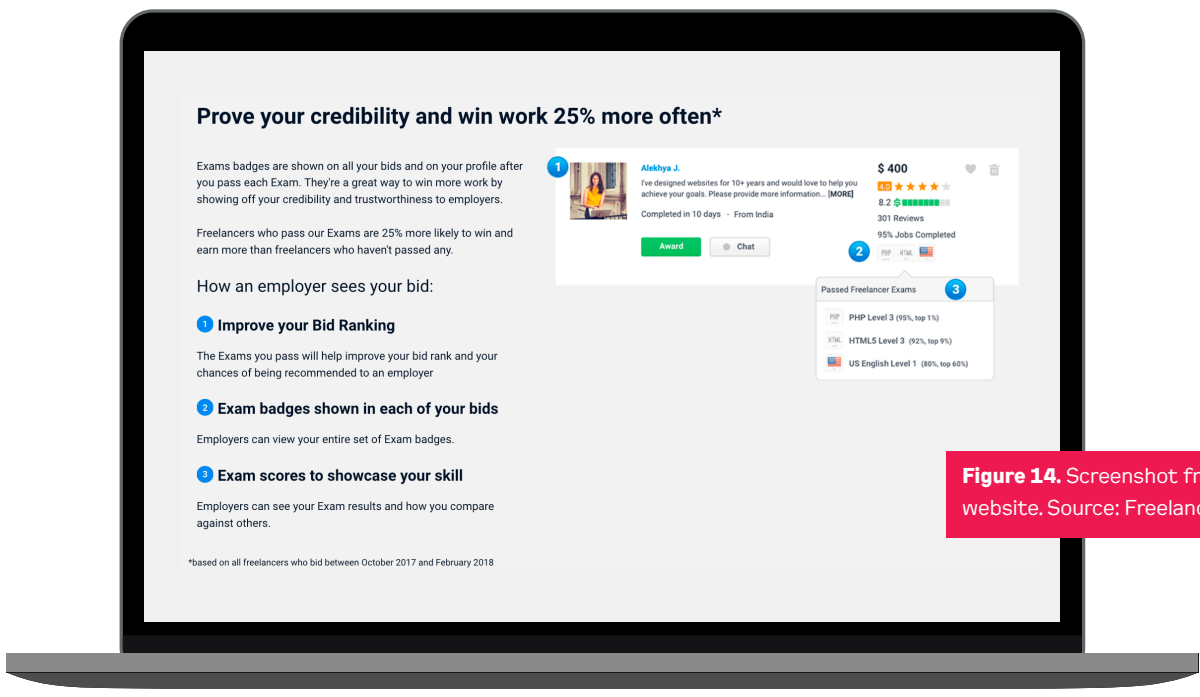 Prove your credibility and win work 25% more often*
Exams badges are shown on all your bids and on your profile after
you pass each Exam. They're a great way to win more work by
showing off your credibility and trustworthiness to employers.
Freelancers who pass our Exams are 25% more likely to win and
earn more than freelancers who haven't passed any.
How an employer sees your bid:
1 Improve your Bid Ranking
The Exams you pass will help improve your bid rank and your
chances of being recommended to an employer
2 Exam badges shown in each of your bids
Employers can view your entire set of Exam badges.
3 Exam scores to showcase your skill
Employers can see your Exam results and how you compare
against others.
*based on all freelancers who bid between October 2017 and February 2018
1
Alekhya J.
I've designed websites for 10+ years and would love to help you
achieve your goals. Please provide more information... [MORE]
Completed in 10 days - From India
Award
Chat
$ 400
4.0
8.2 $
301 Reviews
95% Jobs Completed
2
PHP HTML
Passed Freelancer Exams 3
PHP PHP Level 3 (95%, top 1%)
HTML HTML5 Level 3 (92%, top 9%)
US English Level 1 (80%, top 60%)
Figure 14. Screenshot fr
website. Source: Freelanc